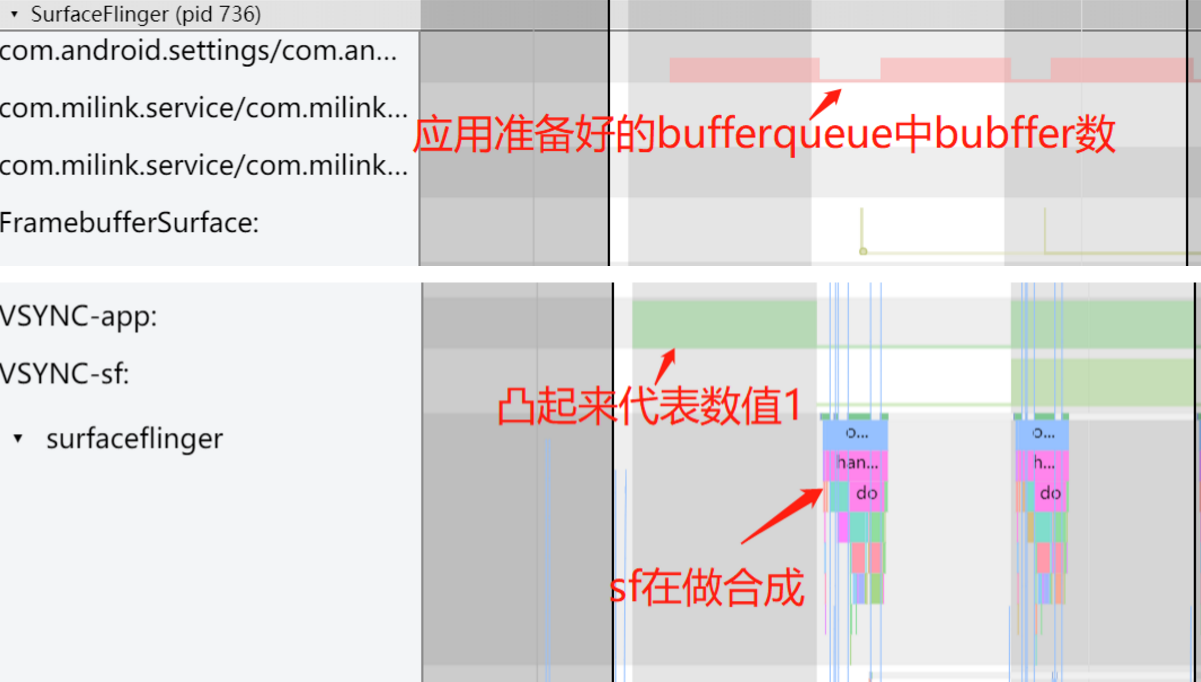 ▾ SurfaceFlinger (pid 736)
com.android.settings/com.an...
com.milink.service/com.milink...
应用准备好的bufferqueue中bubffer数
com.milink.service/com.milink...
FramebufferSurface:
VSYNC-app:
VSYNC-sf:
凸起来代表数值1
▾ surfaceflinger
o... o...
han... h...
do do
sf在做合成